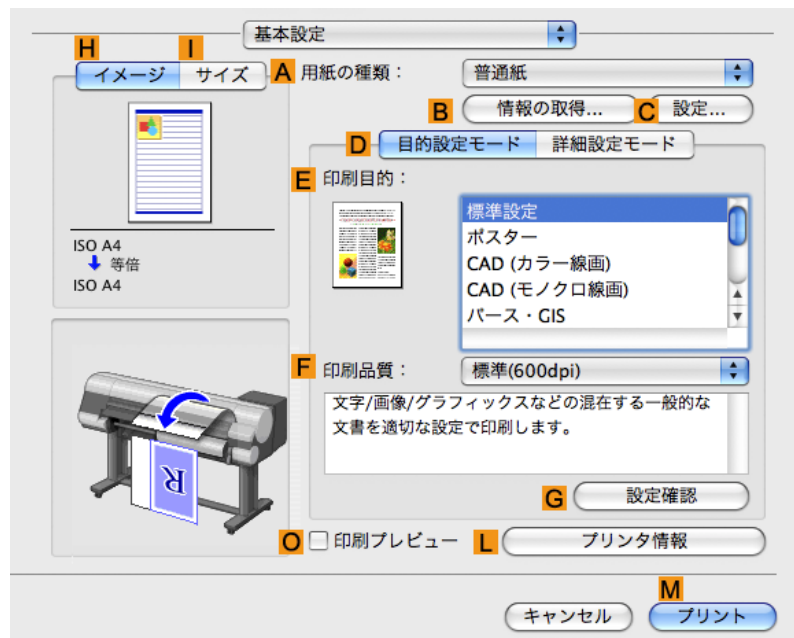 基本設定
H I
イメージ サイズ
A 用紙の種類： 普通紙
B 情報の取得... C 設定...
D 目的設定モード 詳細設定モード
E 印刷目的：
標準設定
ポスター
CAD (カラー線画)
CAD (モノクロ線画)
パース・GIS
ISO A4
等倍
ISO A4
F 印刷品質： 標準(600dpi)
文字/画像/グラフィックスなどの混在する一般的な
文書を適切な設定で印刷します。
R
G 設定確認
O 印刷プレビュー L プリンタ情報
M
キャンセル プリント